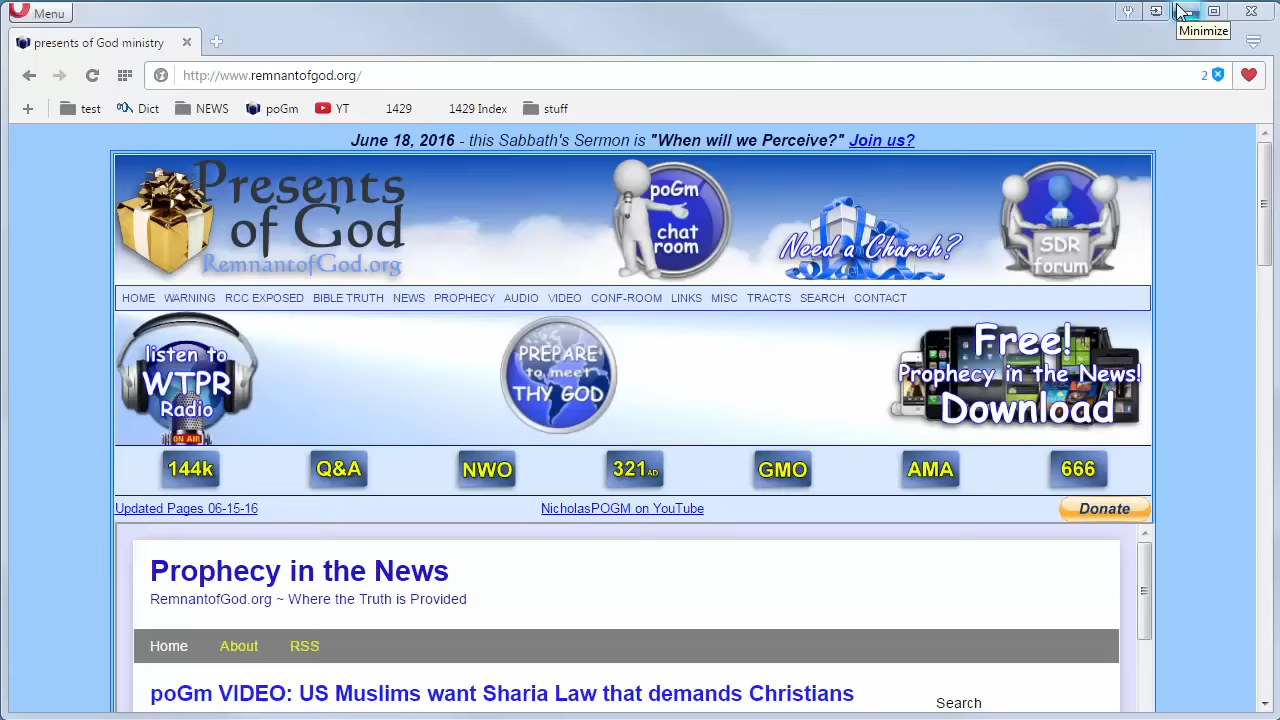 Menu
Minimize
presents of God ministry
http://www.remnantofgod.org/
2
test
Dict
NEWS
poGm
YT
1429
1429 Index
stuff
June 18, 2016 - this Sabbath's Sermon is "When will we Perceive?" Join us?
Presents
of God
RemnantofGod.org
poGm
chat
room
Need a Church?
SDR
forum
HOME WARNING RCC EXPOSED BIBLE TRUTH NEWS PROPHECY AUDIO VIDEO CONF-ROOM LINKS MISC TRACTS SEARCH CONTACT
listen to
WTPR
Radio
ON AIR
PREPARE
to meet
THY GOD
Free!
Prophecy in the News!
Download
144k
Q&A
NWO
321 AD
GMO
AMA
666
Updated Pages 06-15-16
NicholasPOGM on YouTube
Donate
Prophecy in the News
RemnantofGod.org ~ Where the Truth is Provided
Home
About
RSS
poGm VIDEO: US Muslims want Sharia Law that demands Christians
Search